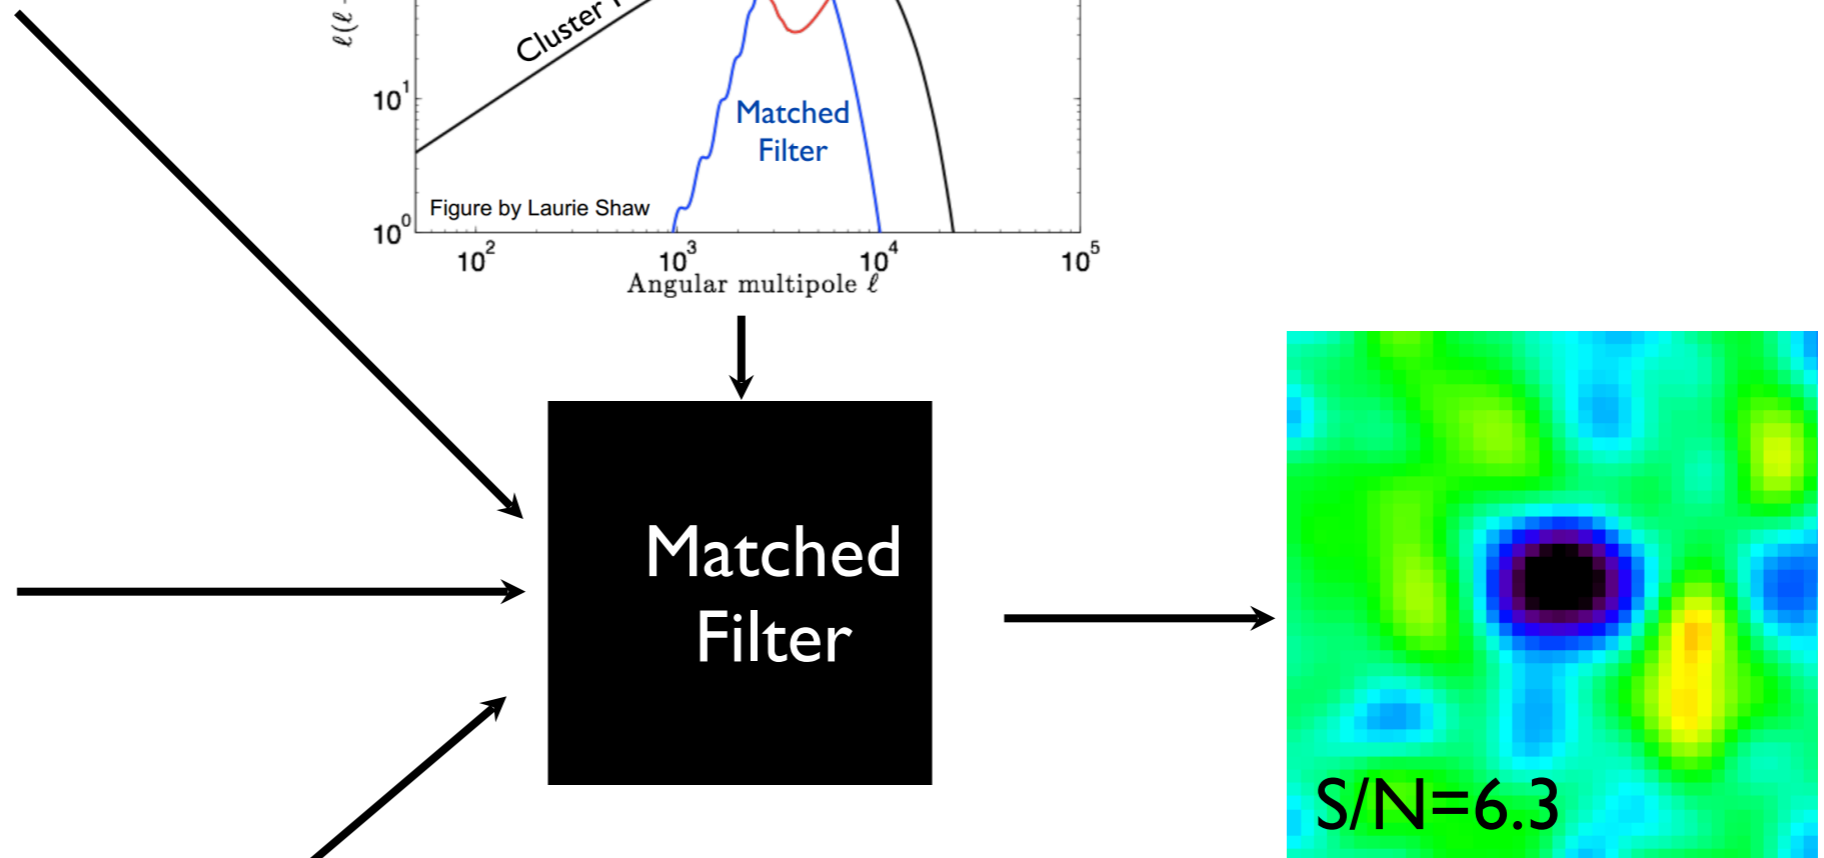 ℓ(ℓ
Cluster
10¹
Matched
Filter
Figure by Laurie Shaw
10⁰
10² 10³ 10⁴ 10⁵
Angular multipole ℓ
Matched
Filter
S/N=6.3